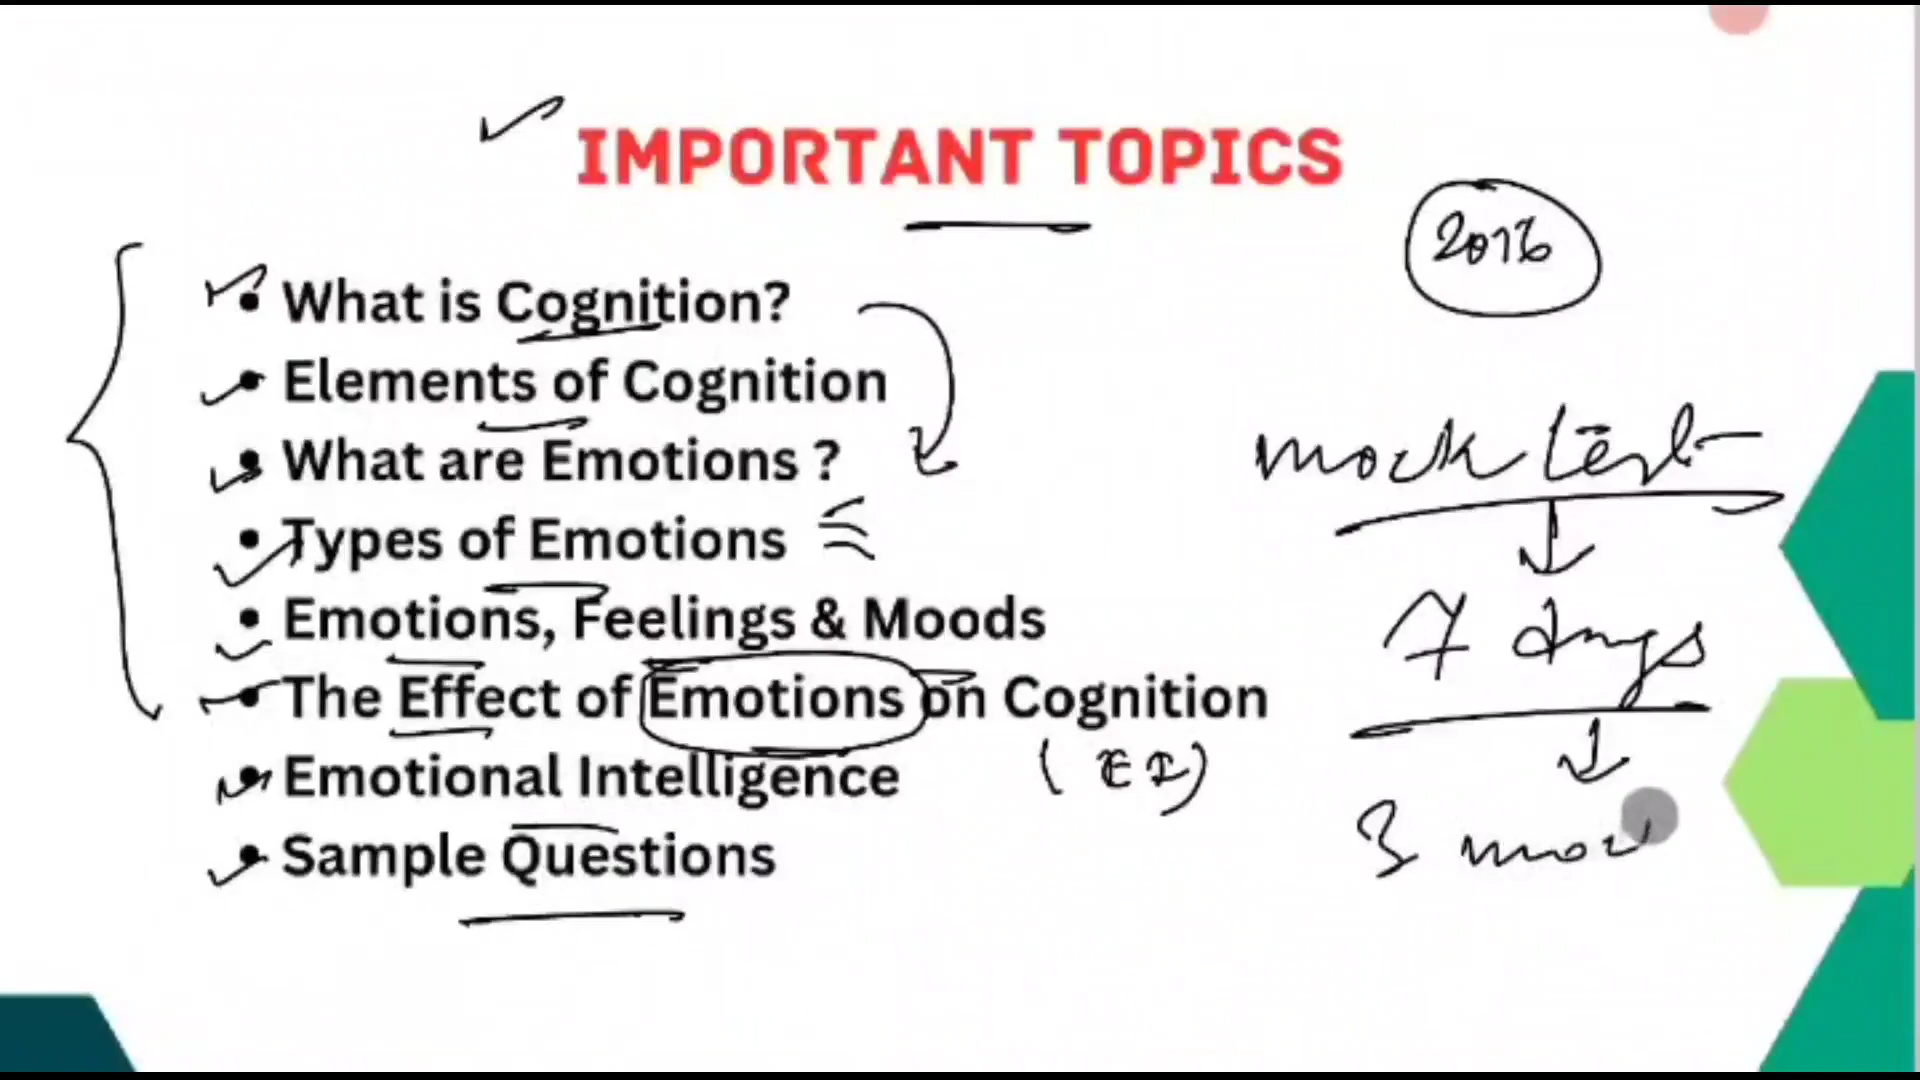 IMPORTANT TOPICS
2016
• What is Cognition?
• Elements of Cognition
• What are Emotions ?
• Types of Emotions
• Emotions, Feelings & Moods
• The Effect of Emotions on Cognition
• Emotional Intelligence (EI)
• Sample Questions
mock test
7 days
3